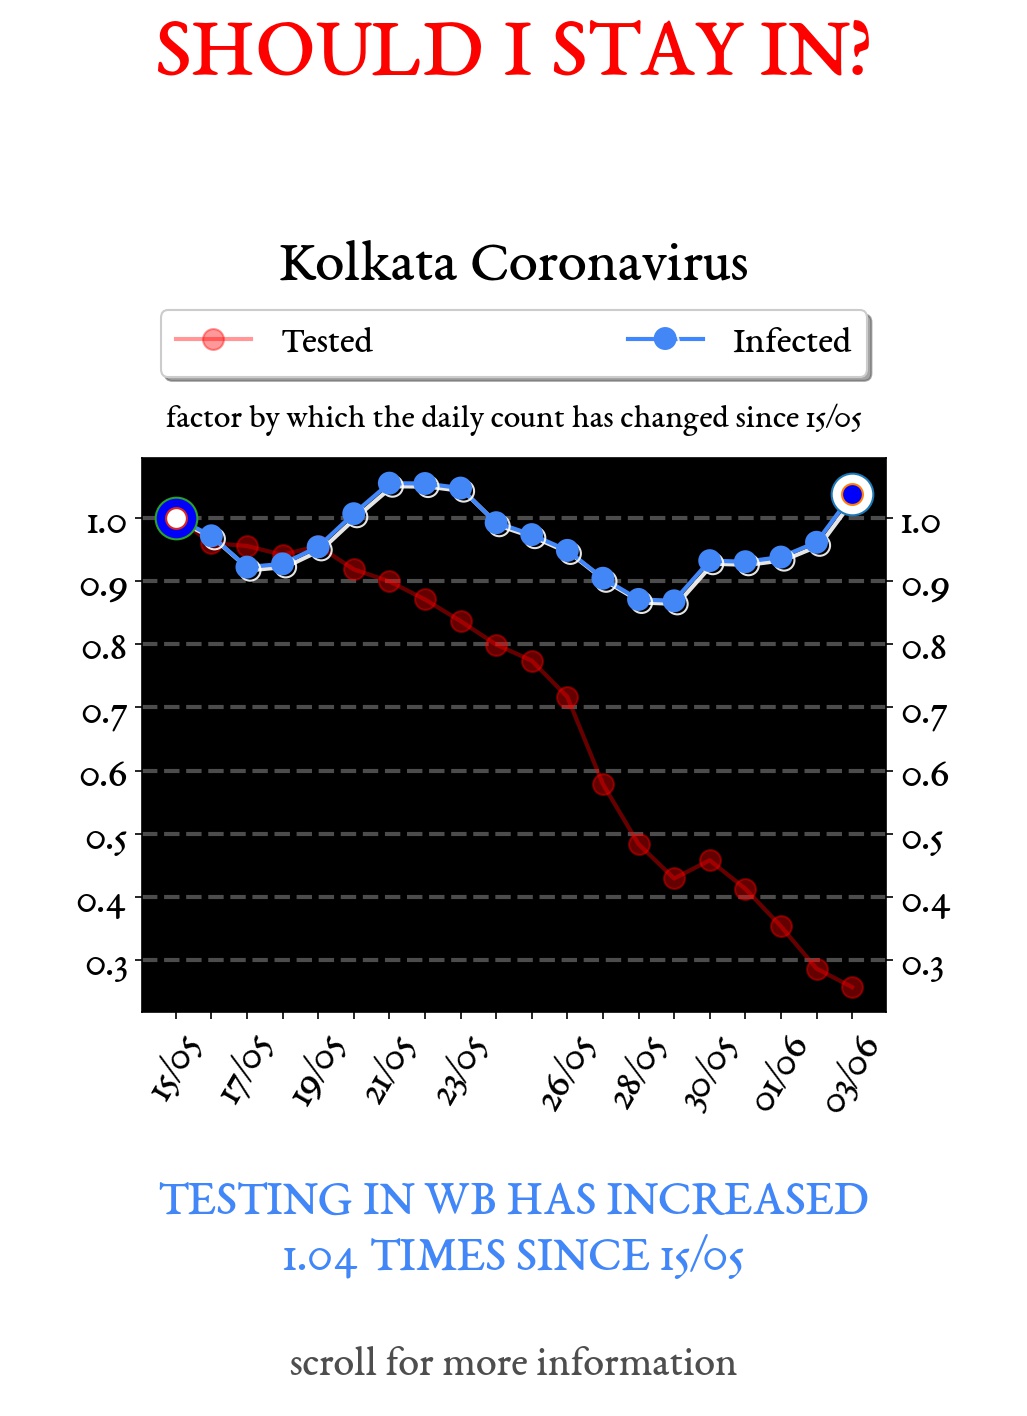 SHOULD I STAY IN?
Kolkata Coronavirus
Tested Infected
factor by which the daily count has changed since 15/05
1.0 1.0
0.9 0.9
0.8 0.8
0.7 0.7
0.6 0.6
0.5 0.5
0.4 0.4
0.3 0.3
15/05 17/05 19/05 21/05 23/05 26/05 28/05 30/05 01/06 03/06
TESTING IN WB HAS INCREASED
1.04 TIMES SINCE 15/05
scroll for more information